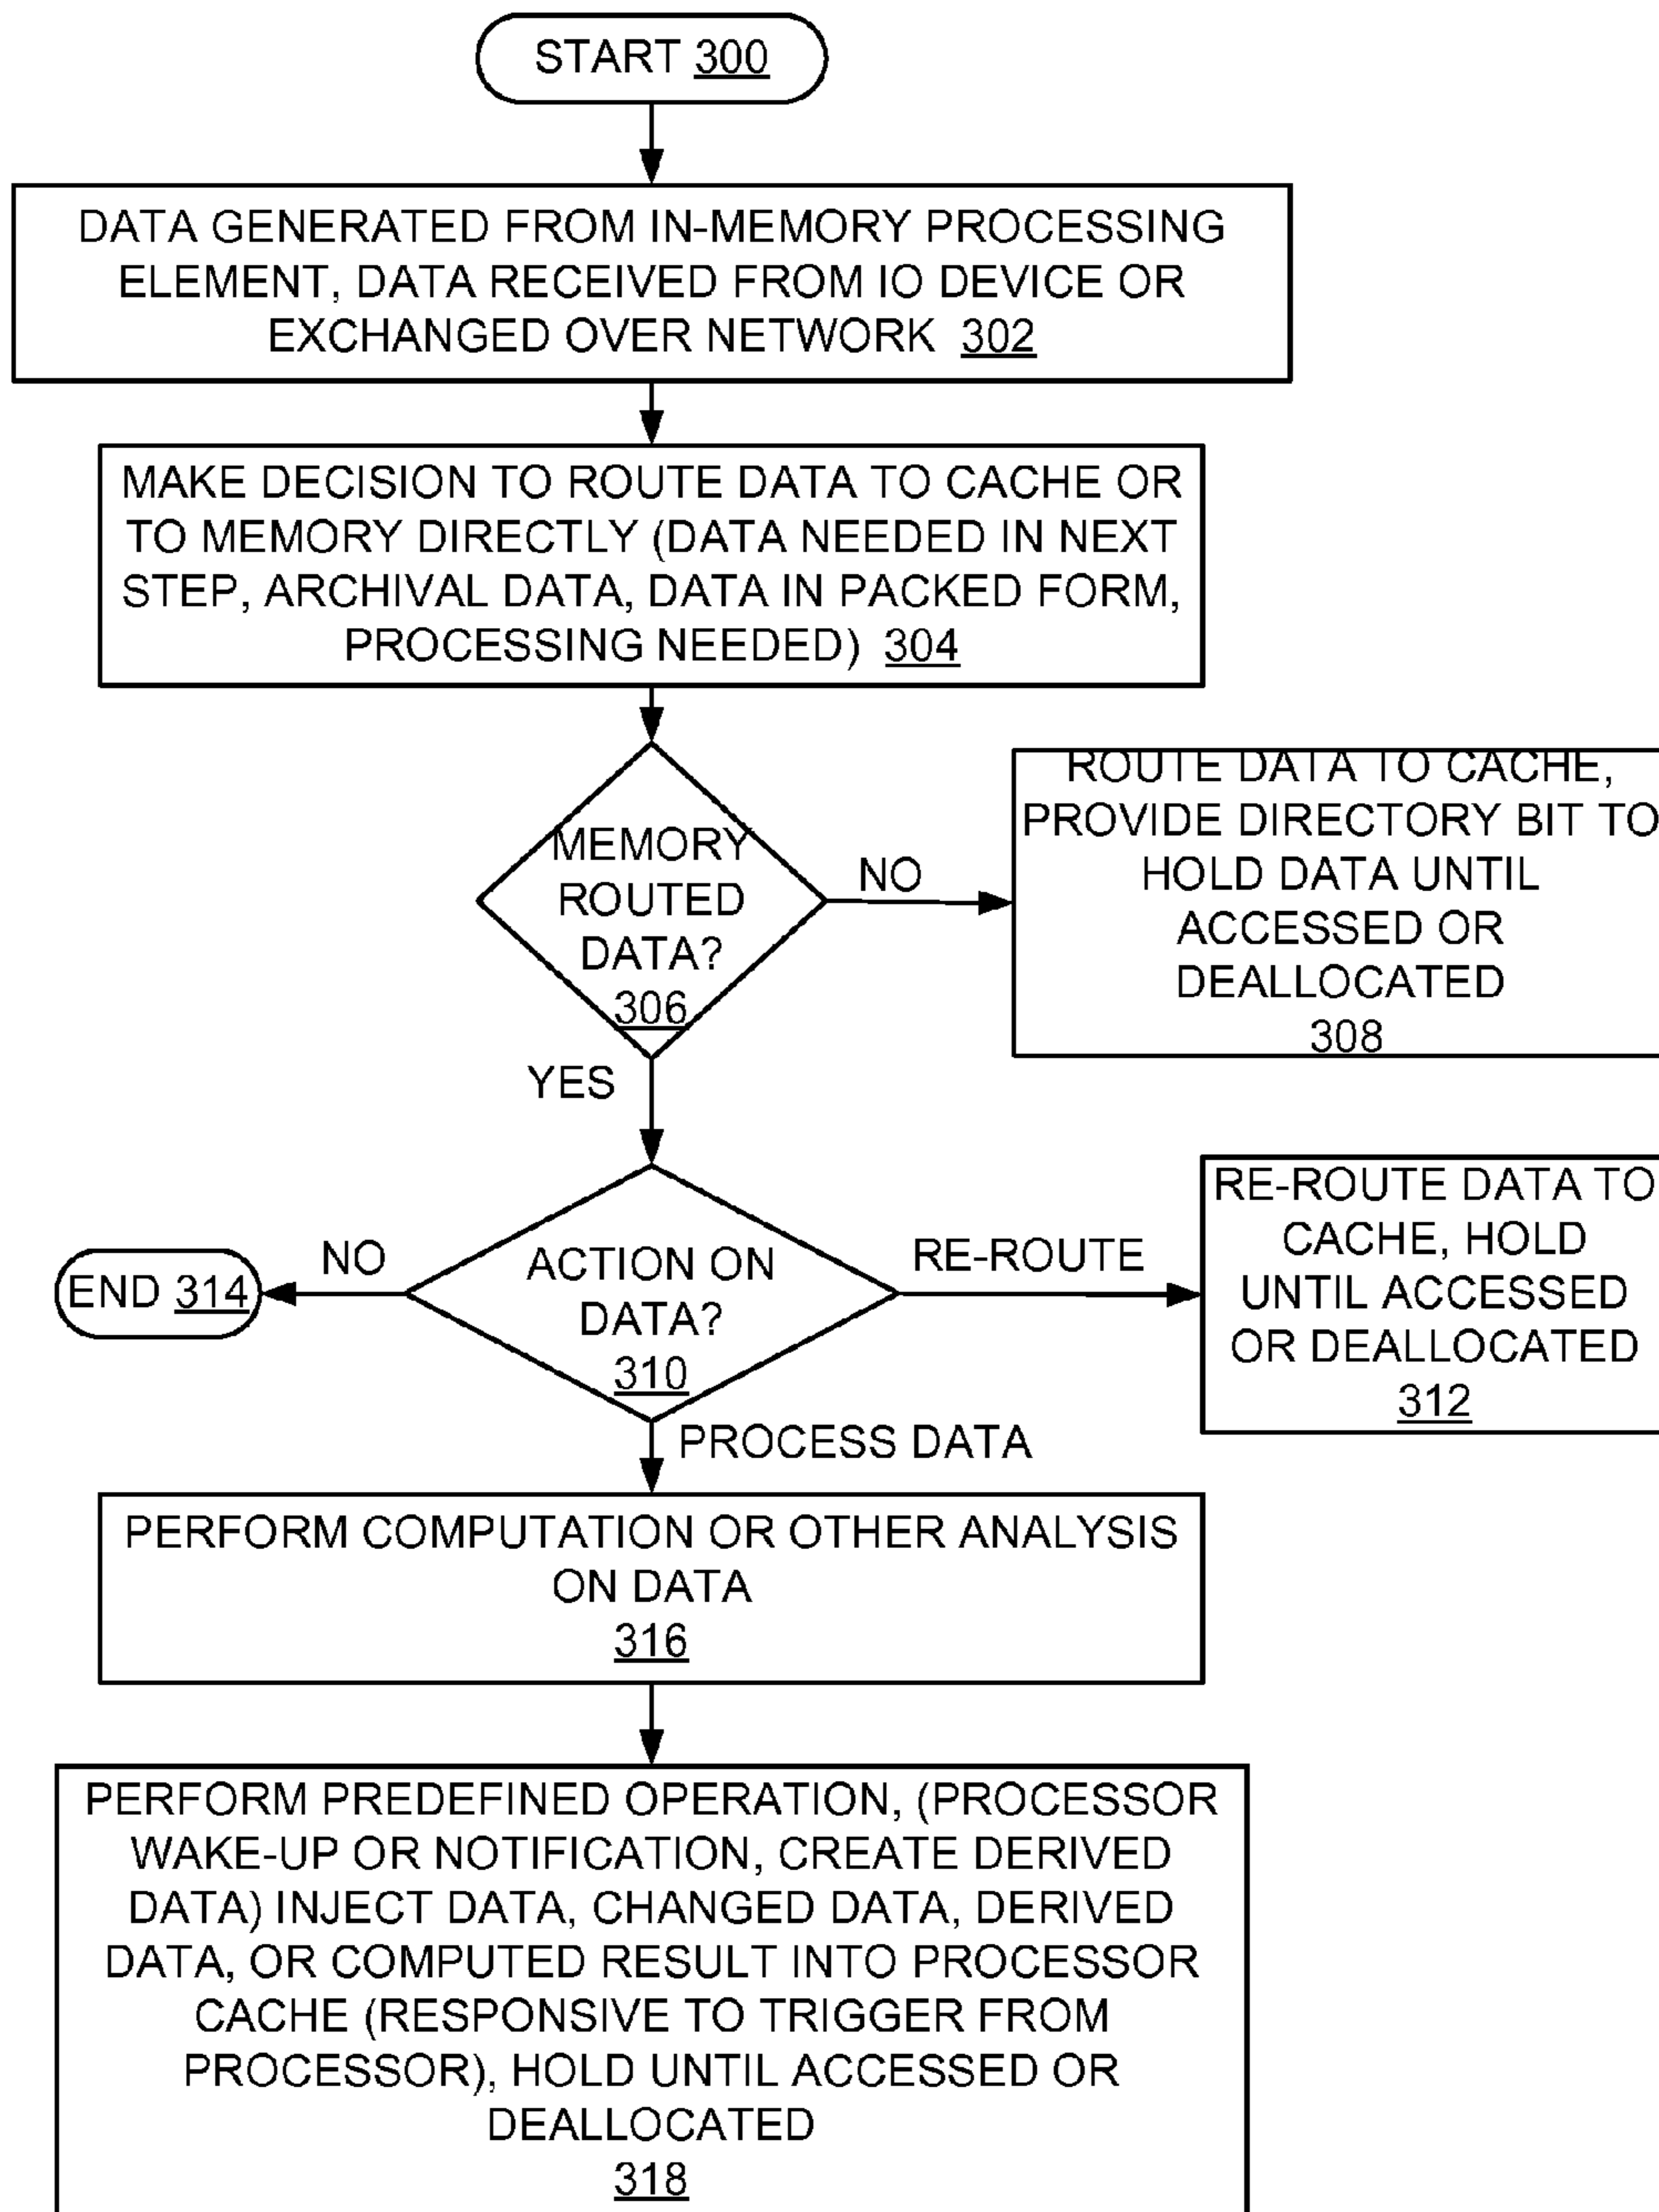 START 300
DATA GENERATED FROM IN-MEMORY PROCESSING
ELEMENT, DATA RECEIVED FROM IO DEVICE OR
EXCHANGED OVER NETWORK 302
MAKE DECISION TO ROUTE DATA TO CACHE OR
TO MEMORY DIRECTLY (DATA NEEDED IN NEXT
STEP, ARCHIVAL DATA, DATA IN PACKED FORM,
PROCESSING NEEDED) 304
MEMORY
ROUTED
DATA?
306
NO
ROUTE DATA TO CACHE,
PROVIDE DIRECTORY BIT TO
HOLD DATA UNTIL
ACCESSED OR
DEALLOCATED
308
YES
ACTION ON
DATA?
310
NO
END 314
RE-ROUTE
RE-ROUTE DATA TO
CACHE, HOLD
UNTIL ACCESSED
OR DEALLOCATED
312
PROCESS DATA
PERFORM COMPUTATION OR OTHER ANALYSIS
ON DATA
316
PERFORM PREDEFINED OPERATION, (PROCESSOR
WAKE-UP OR NOTIFICATION, CREATE DERIVED
DATA) INJECT DATA, CHANGED DATA, DERIVED
DATA, OR COMPUTED RESULT INTO PROCESSOR
CACHE (RESPONSIVE TO TRIGGER FROM
PROCESSOR), HOLD UNTIL ACCESSED OR
DEALLOCATED
318